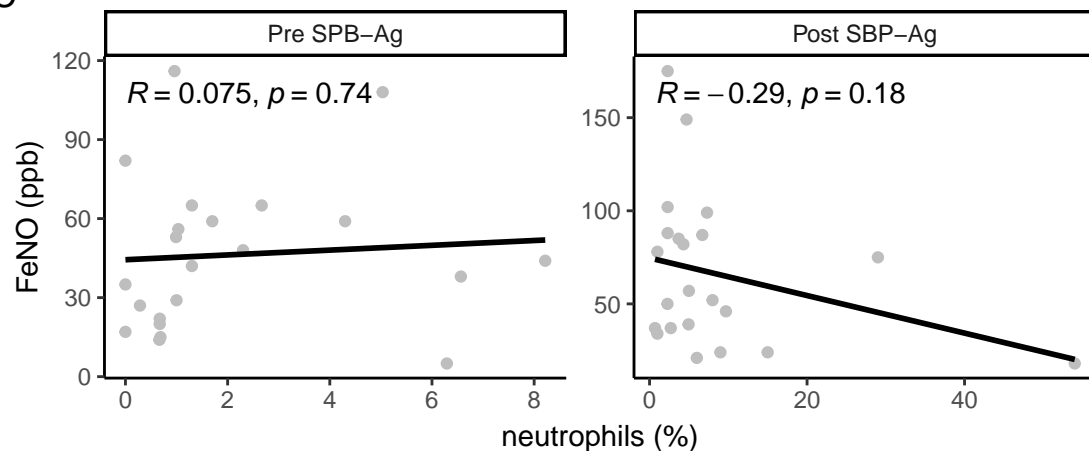 Pre SPB−Ag
Post SBP−Ag
R = 0.075, p = 0.74
R = −0.29, p = 0.18
FeNO (ppb)
120
90
60
30
0
150
100
50
0 2 4 6 8
0 20 40
neutrophils (%)